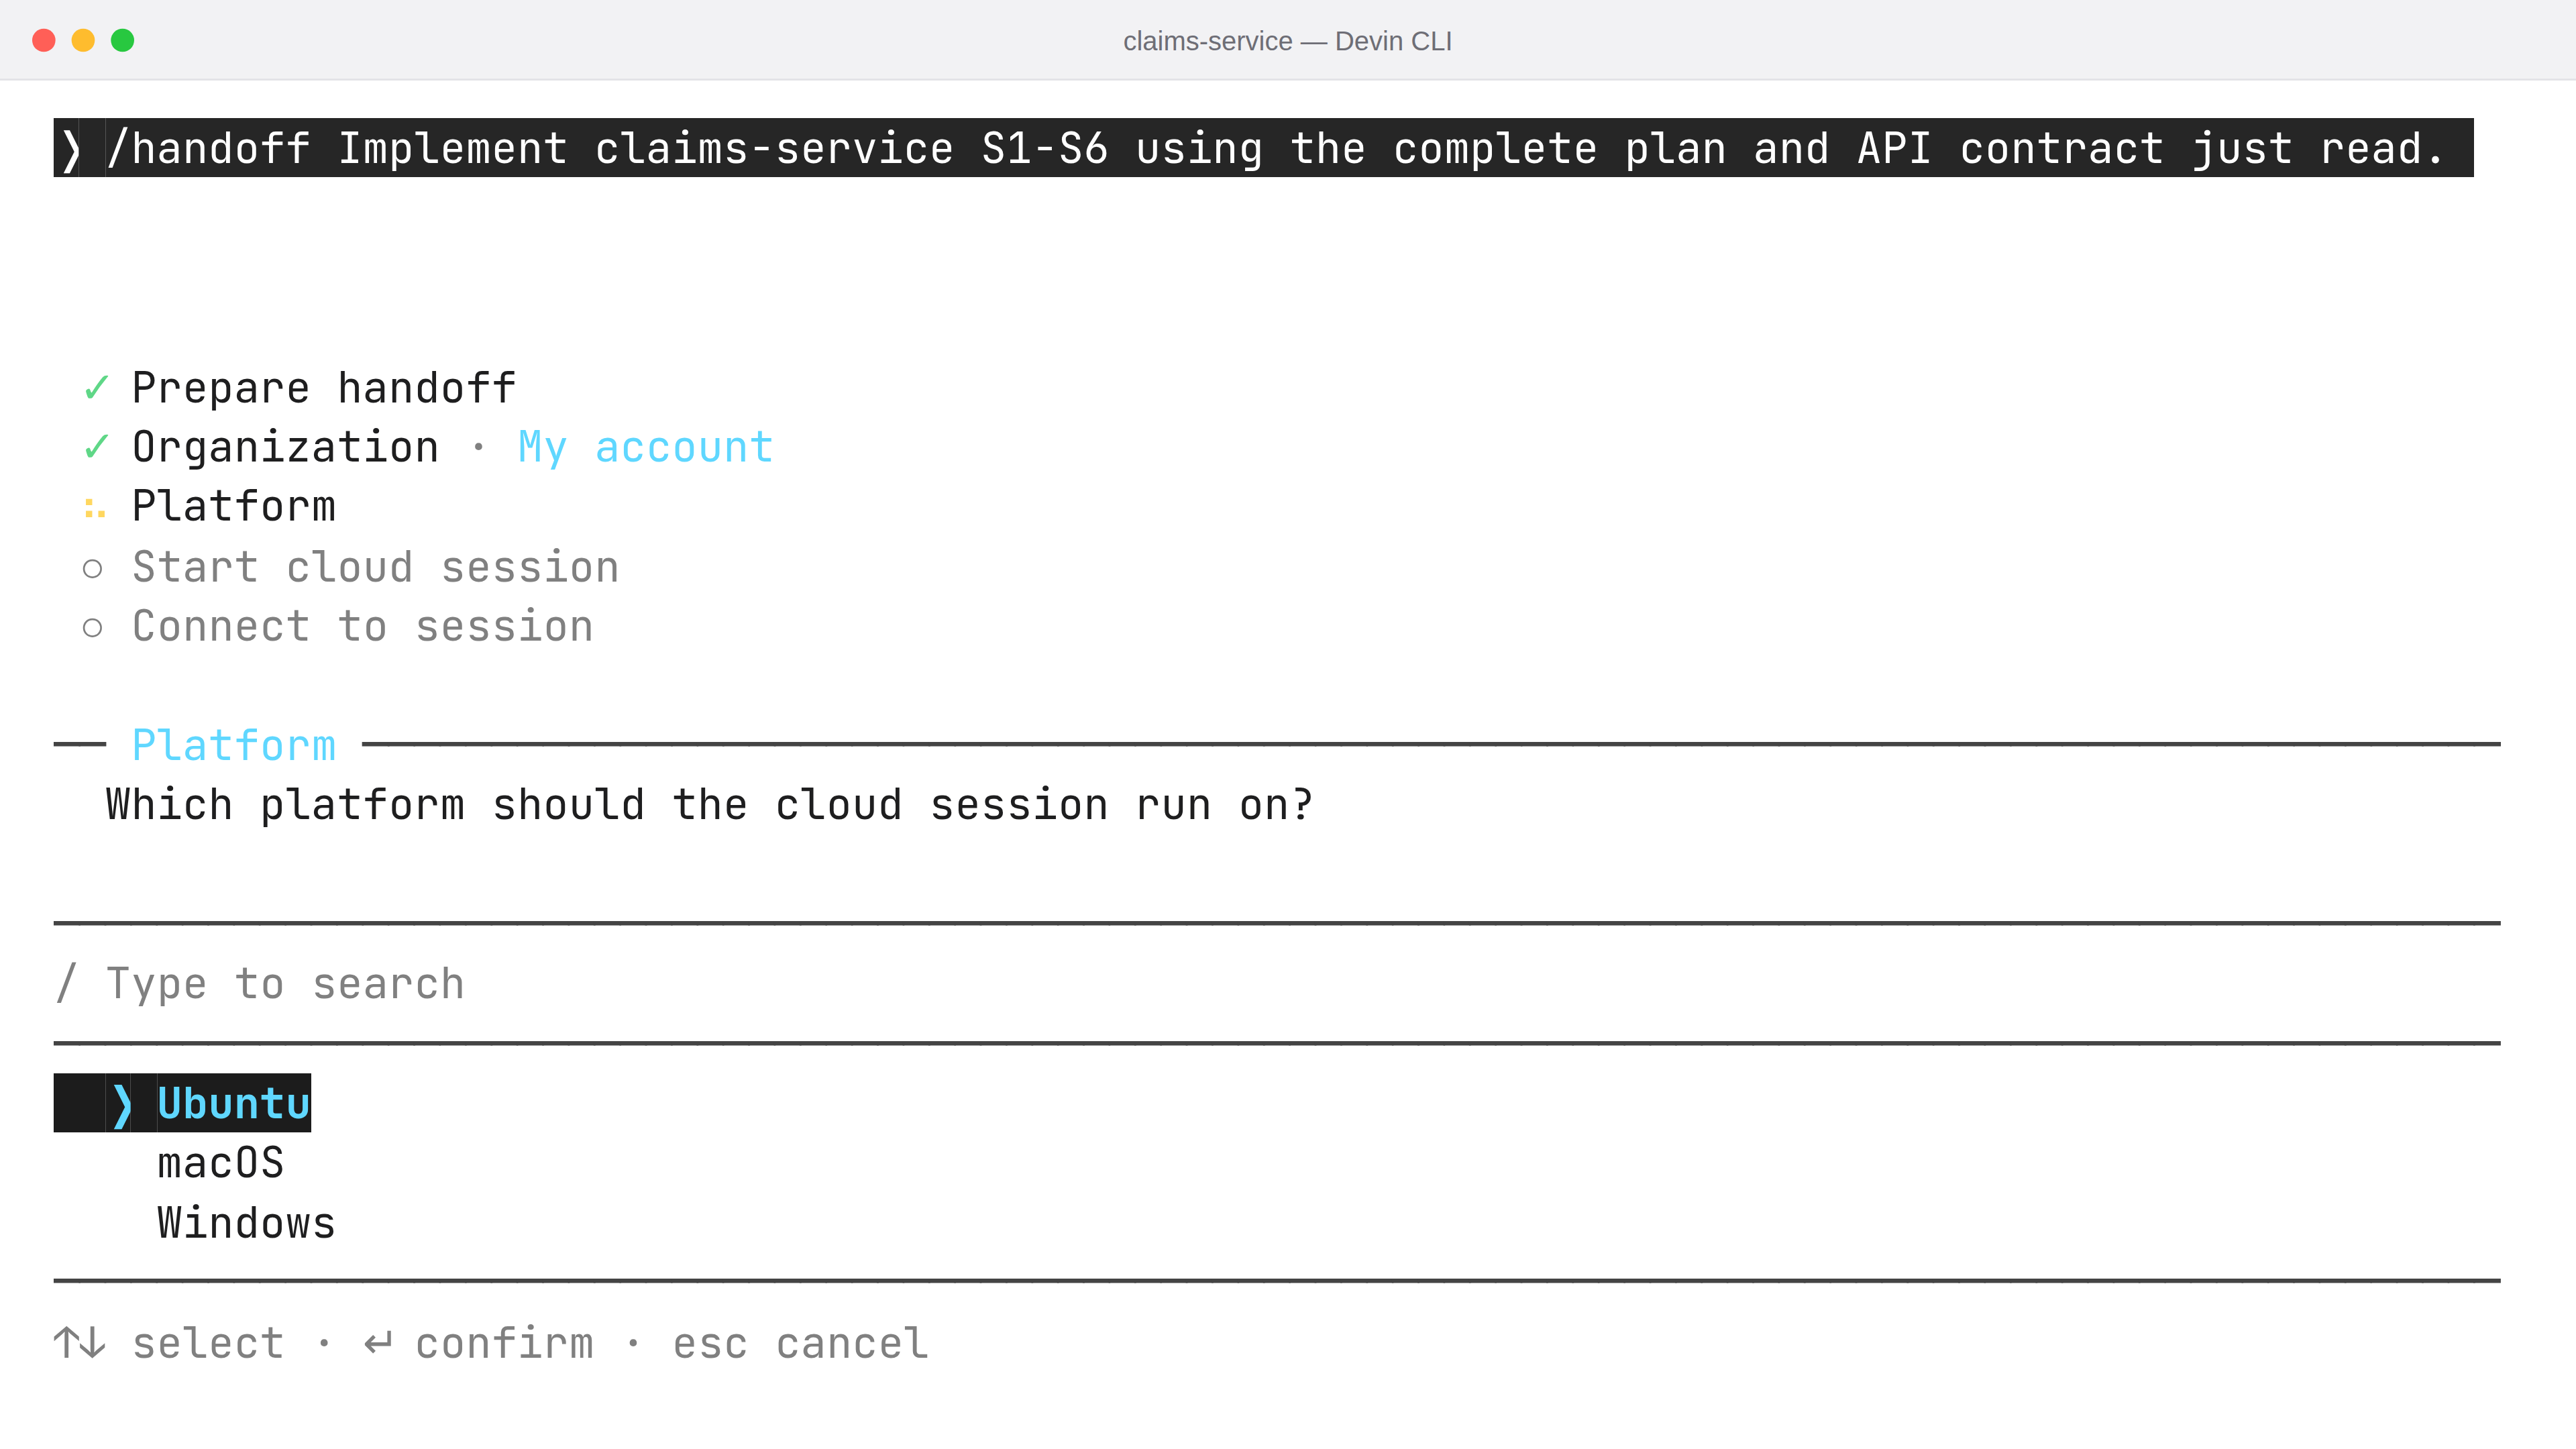 claims-service — Devin CLI
❯ /handoff Implement claims-service S1-S6 using the complete plan and API contract just read.
✓ Prepare handoff
✓ Organization · My account
Platform
○ Start cloud session
○ Connect to session
Platform
Which platform should the cloud session run on?
/ Type to search
❯ Ubuntu
macOS
Windows
↑↓ select · ↵ confirm · esc cancel